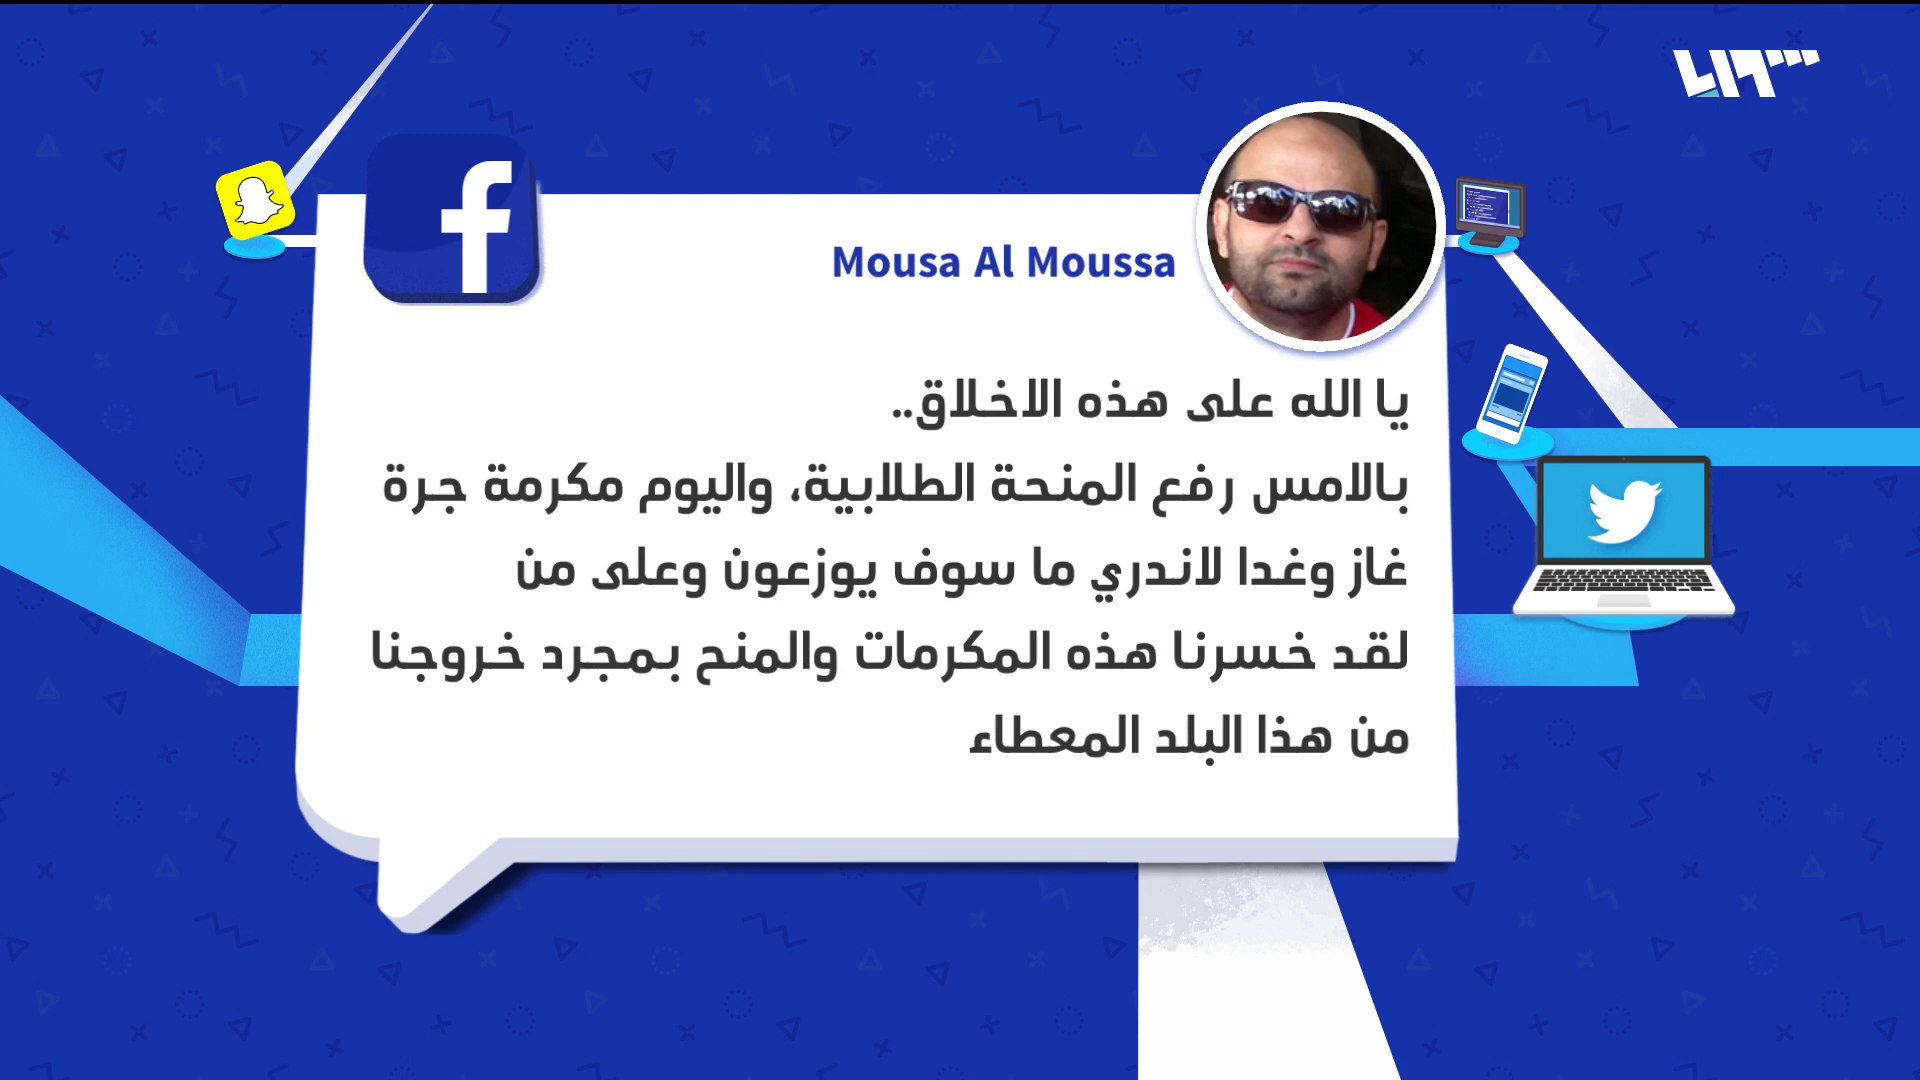 Mousa Al Moussa
يا الله على هذه الاخلاق..
بالامس رفع المنحة الطلابية، واليوم مكرمة جرة
غاز وغدا لاندري ما سوف يوزعون وعلى من
لقد خسرنا هذه المكرمات والمنح بمجرد خروجنا
من هذا البلد المعطاء